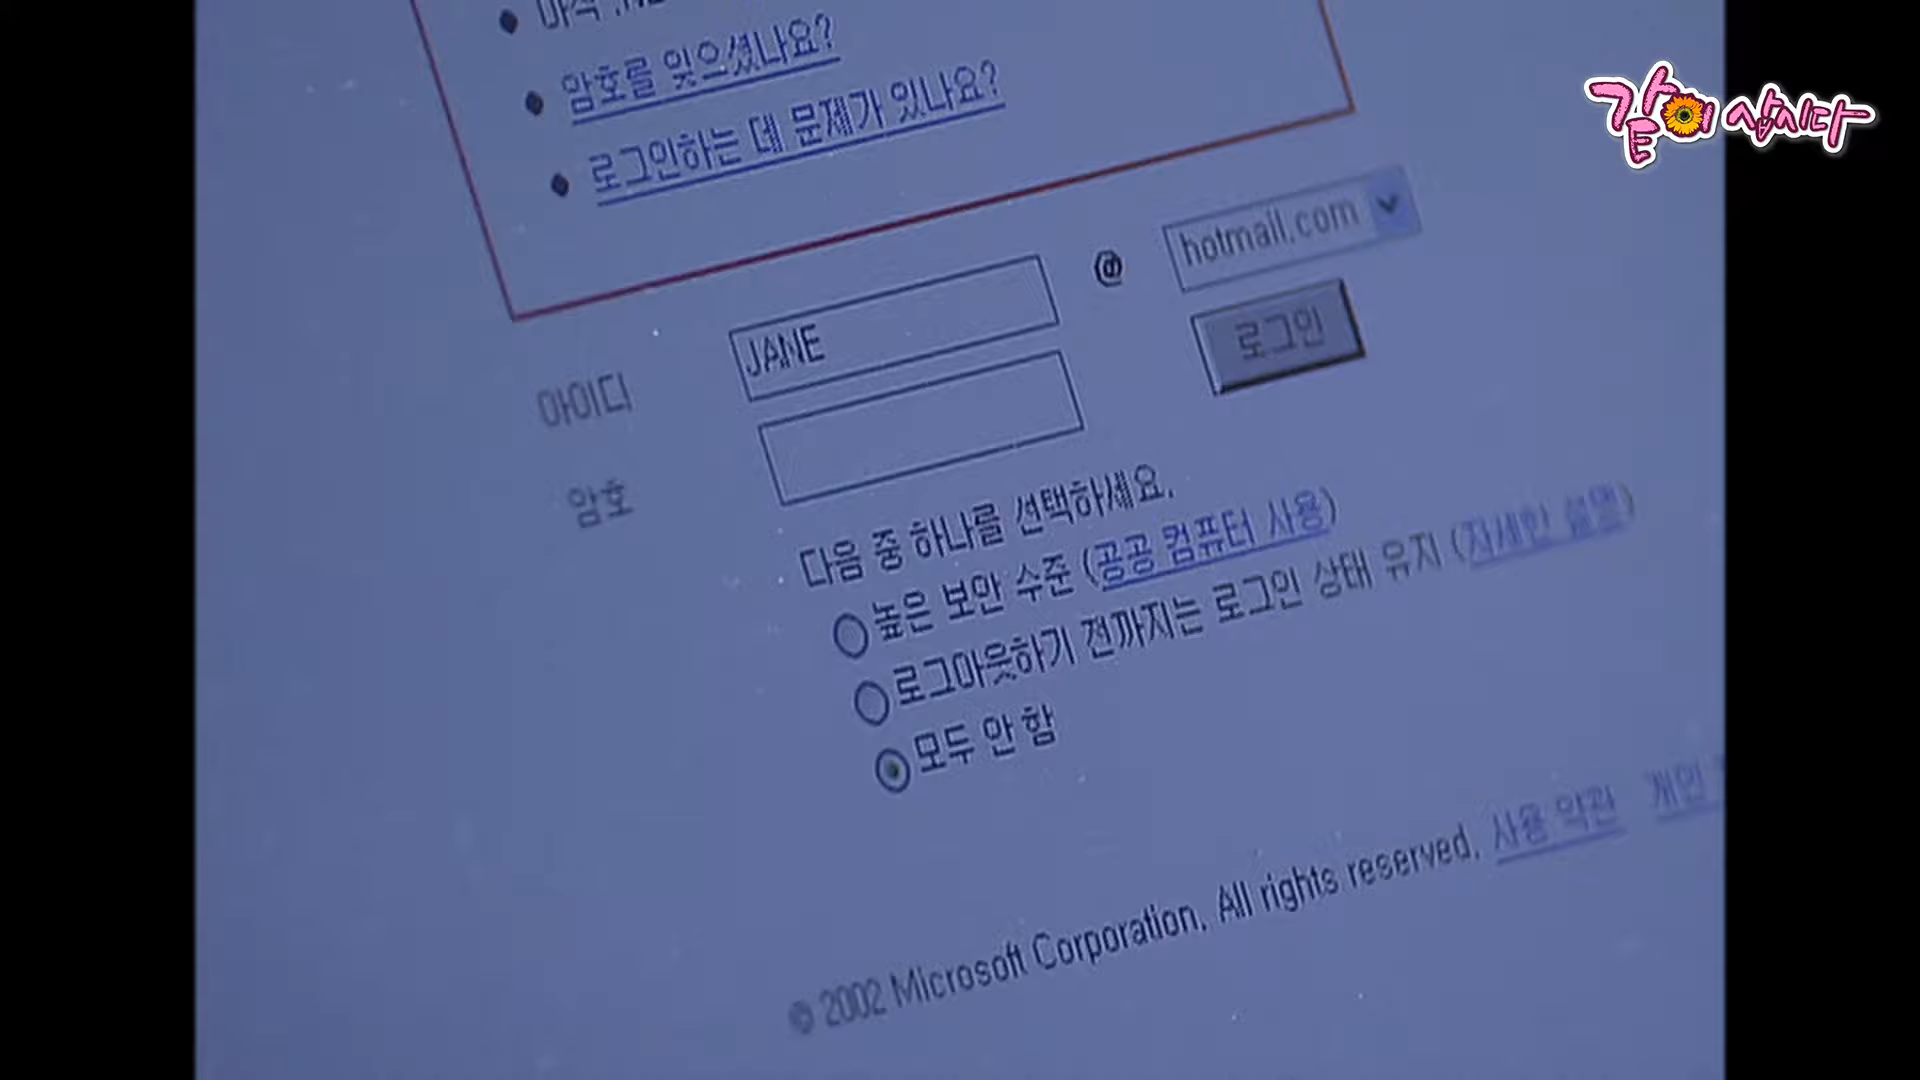 암호를 잊으셨나요?
로그인하는 데 문제가 있나요?
같이 삽시다
아이디 JANE @ hotmail.com
암호 로그인
다음 중 하나를 선택하세요.
높은 보안 수준 (공공 컴퓨터 사용)
로그아웃하기 전까지는 로그인 상태 유지 (자세한 설명)
모두 안 함
© 2002 Microsoft Corporation. All rights reserved. 사용 약관 개인